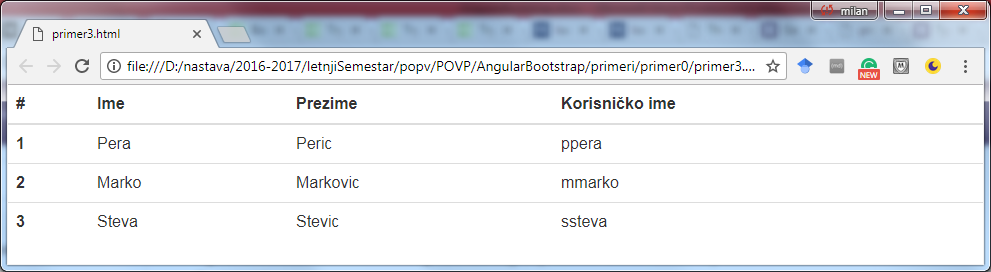 milan
primer3.html
file:///D:/nastava/2016-2017/letnjiSemestar/popv/POVP/AngularBootstrap/primeri/primer0/primer3....
NEW
# Ime Prezime Korisničko ime
1 Pera Peric ppera
2 Marko Markovic mmarko
3 Steva Stevic ssteva